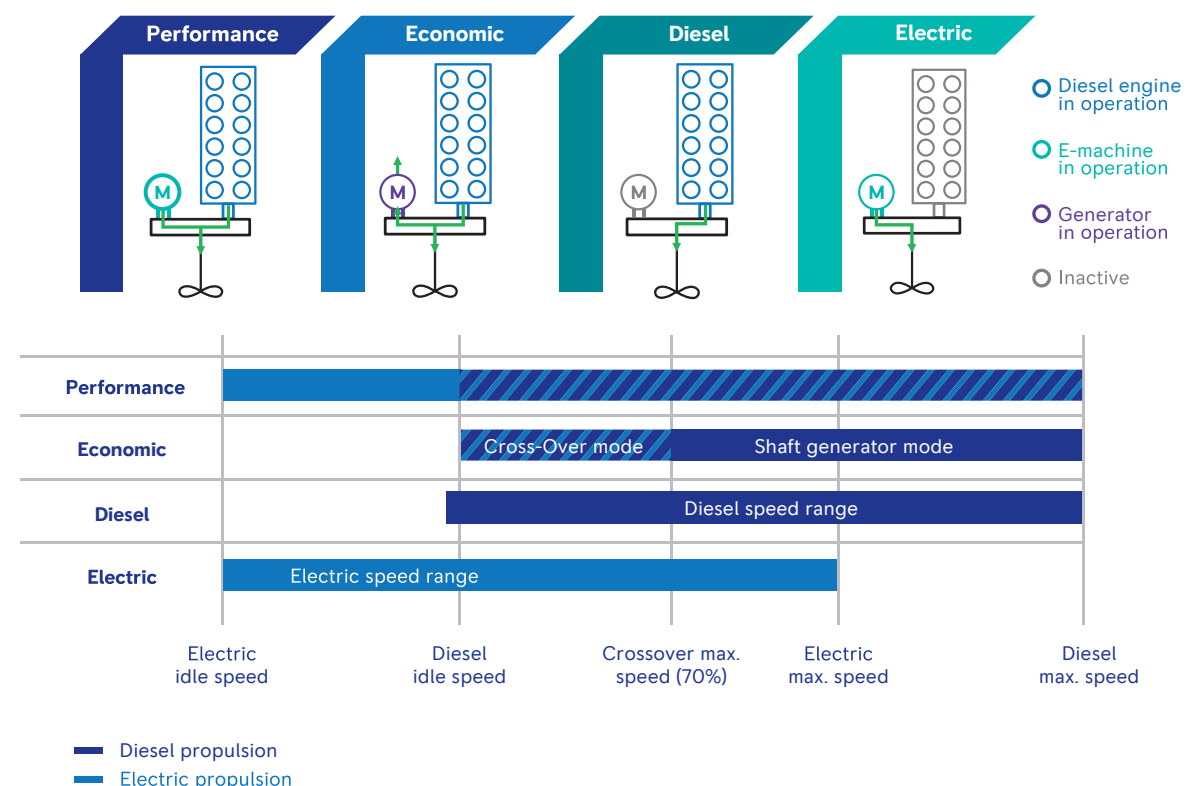 Performance
Economic
Diesel
Electric
M
M
M
M
Diesel engine
in operation
E-machine
in operation
Generator
in operation
Inactive
Performance
Economic
Cross-Over mode
Shaft generator mode
Diesel
Diesel speed range
Electric
Electric speed range
Electric
idle speed
Diesel
idle speed
Crossover max.
speed (70%)
Electric
max. speed
Diesel
max. speed
Diesel propulsion
Electric propulsion